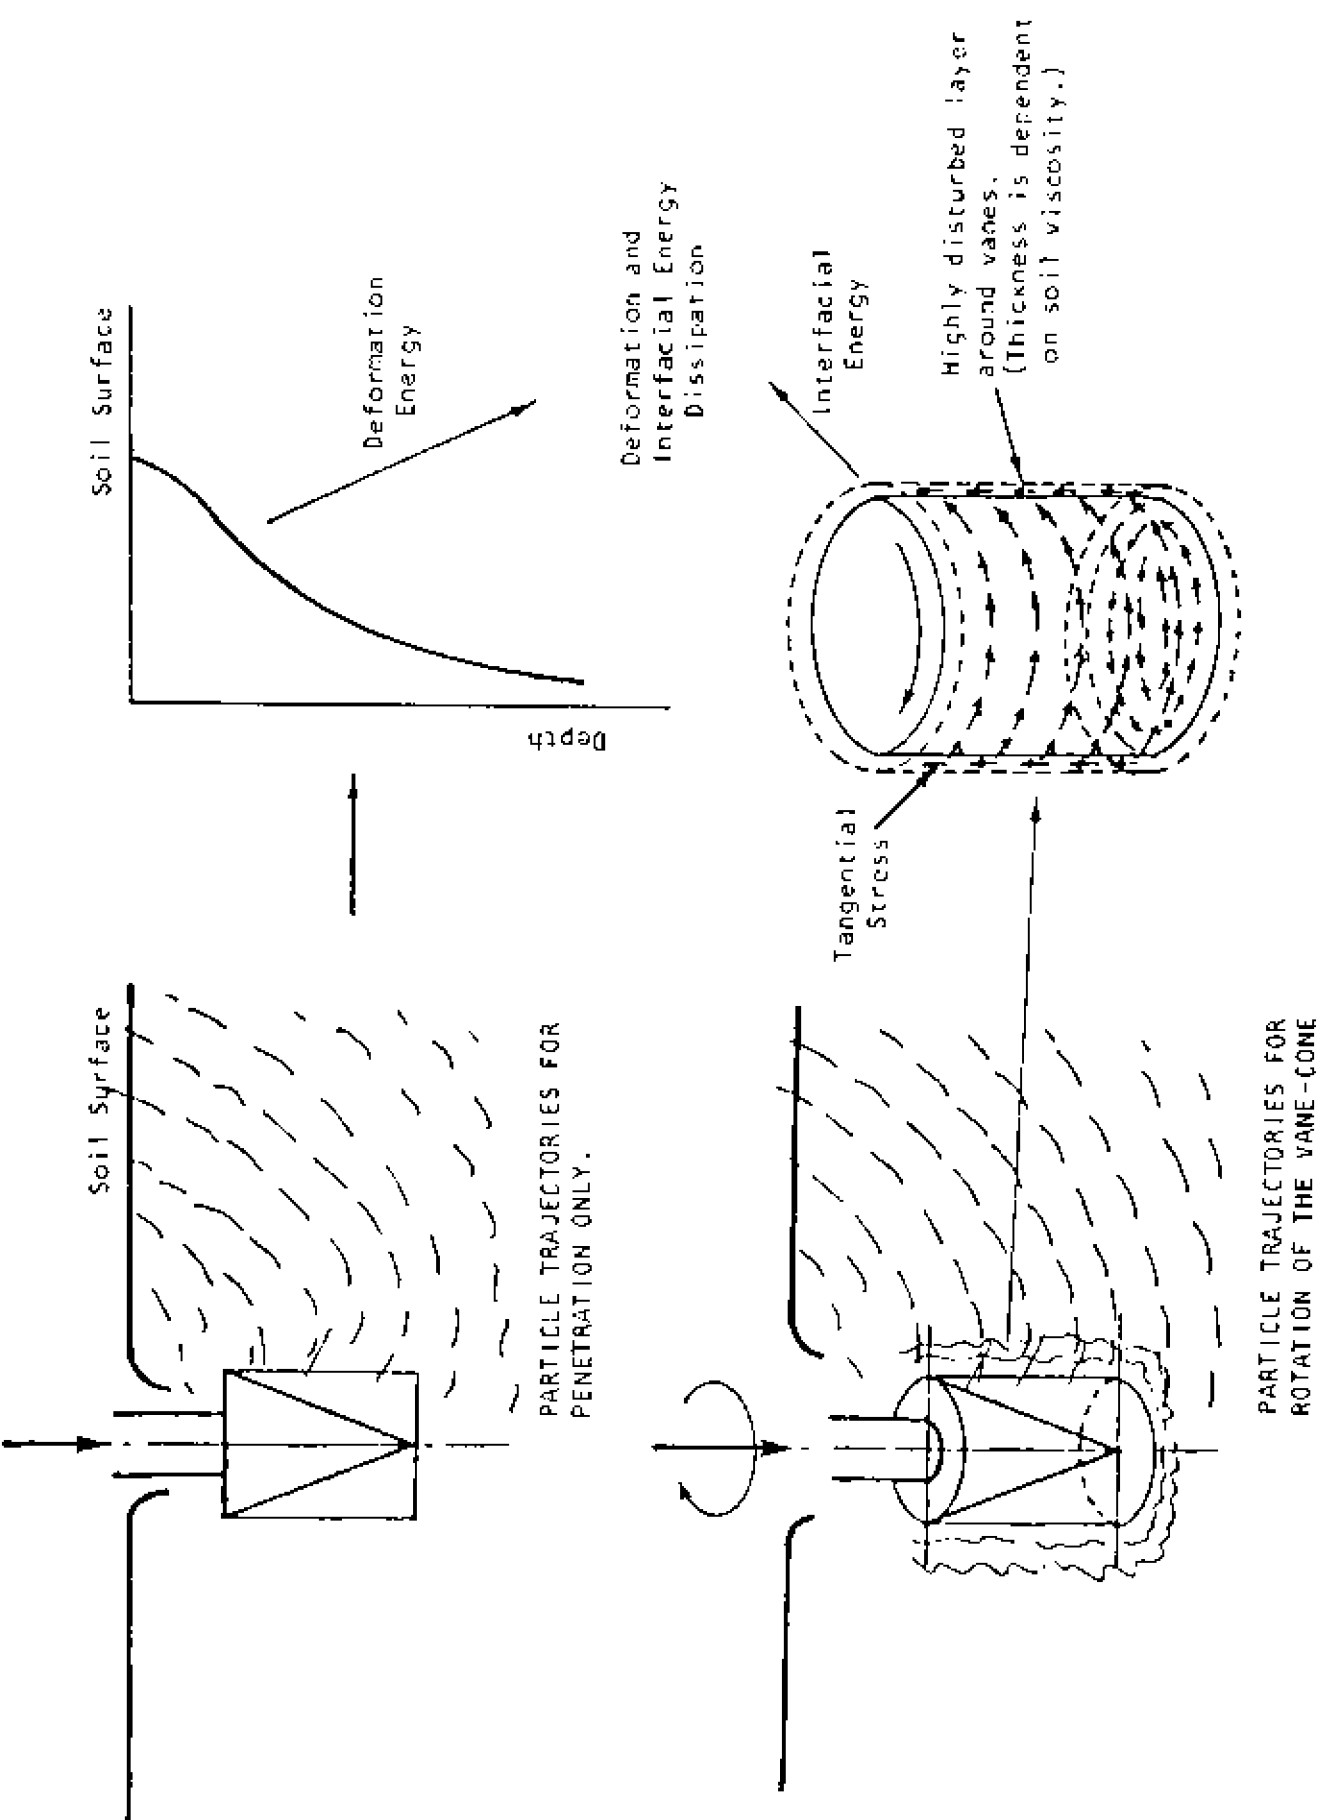 Soil Surface
Soil Surface
Depth
Deformation
Energy
PARTICLE TRAJECTORIES FOR
PENETRATION ONLY.
Deformation and
Interfacial Energy
Dissipation
Tangential
Stress
Interfacial
Energy
Highly disturbed layer
around vanes.
(Thickness is dependent
on soil viscosity.)
PARTICLE TRAJECTORIES FOR
ROTATION OF THE VANE-CONE